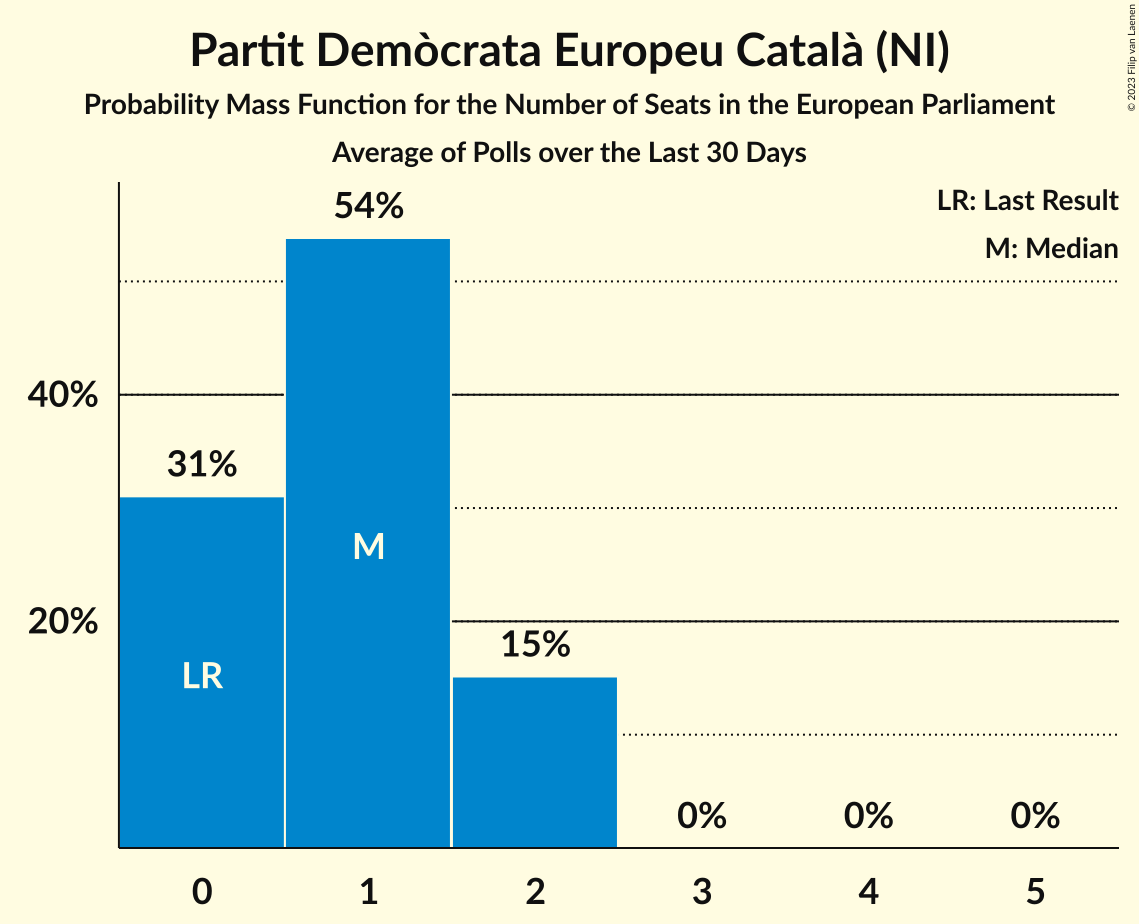 Partit Demòcrata Europeu Català (NI)
Probability Mass Function for the Number of Seats in the European Parliament
Average of Polls over the Last 30 Days
© 2023 Filip van Laenen
LR: Last Result
M: Median
54%
40%
31%
M
20%
15%
LR
0% 0% 0%
0 1 2 3 4 5